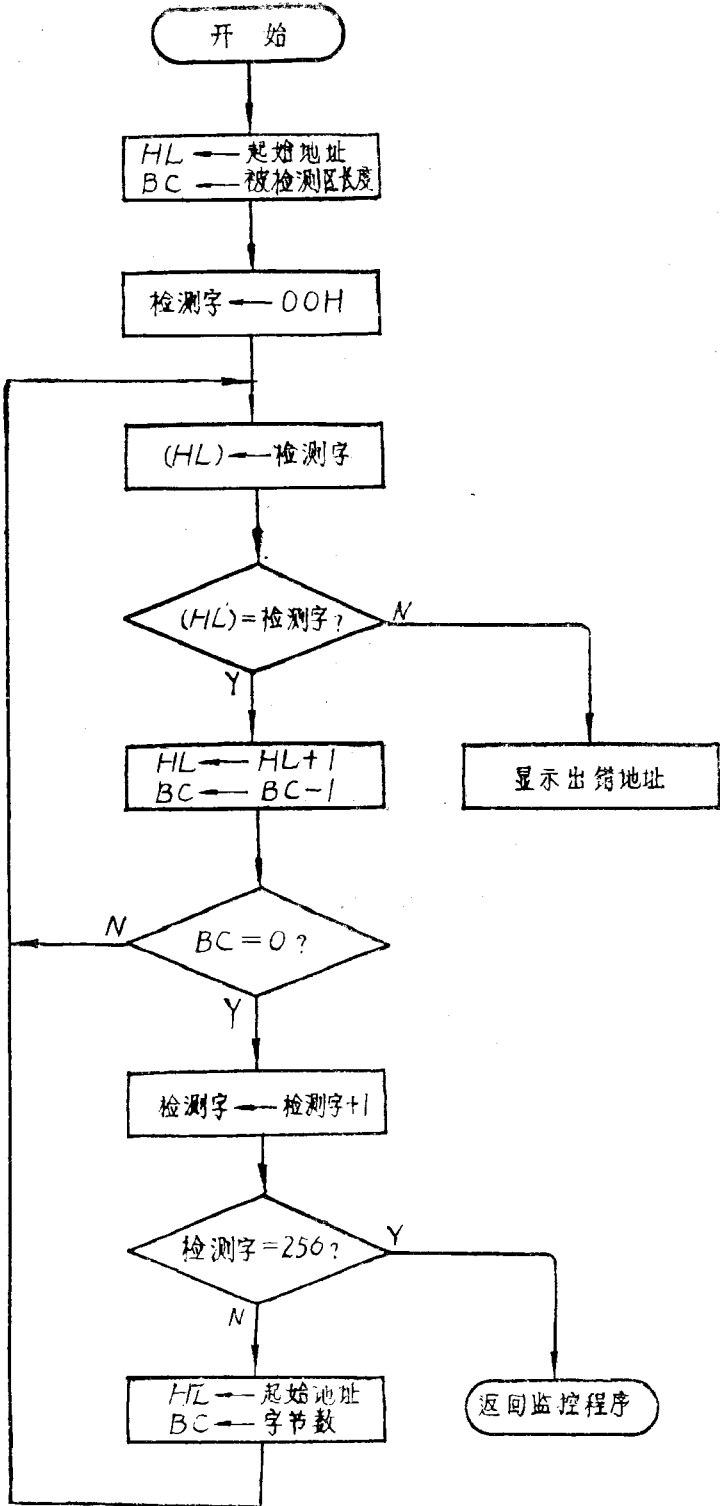 开 始
HL ← 起始地址
BC ← 被检测区长度
检测字 ← 00H
(HL) ← 检测字
(HL)=检测字?
N
Y
HL ← HL+1
BC ← BC-1
显示出错地址
N
BC=0?
Y
检测字 ← 检测字+1
检测字=256?
Y
N
HL ← 起始地址
BC ← 字节数
返回监控程序